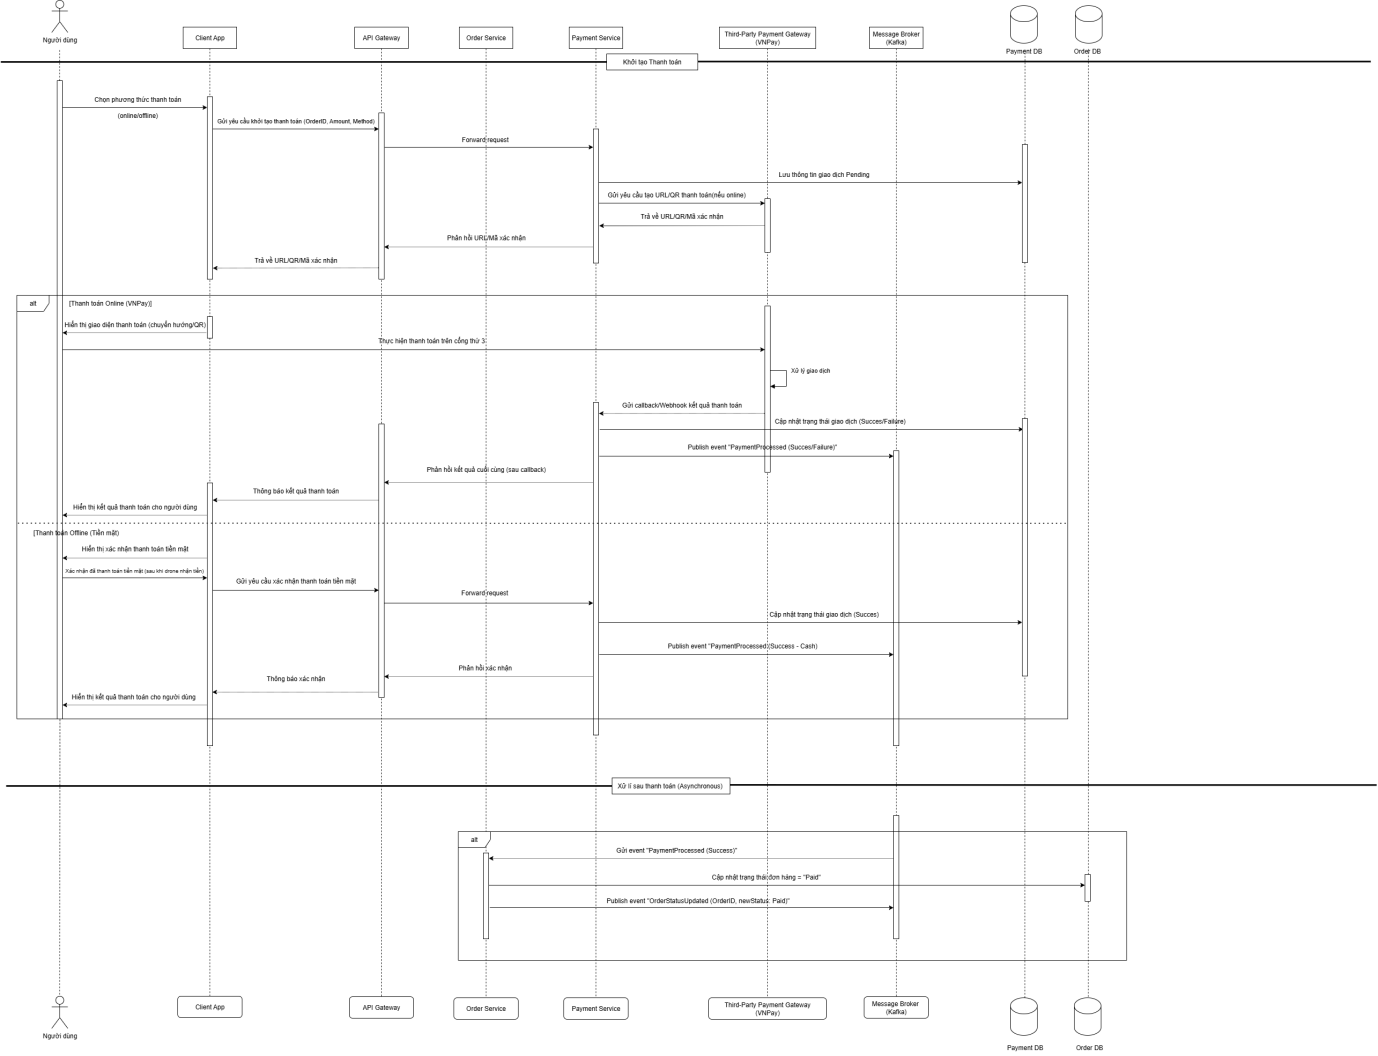 Người dùng
Client App
API Gateway
Order Service
Payment Service
Third-Party Payment Gateway
(VNPay)
Message Broker
(Kafka)
Payment DB
Order DB
Khởi tạo Thanh toán
Chọn phương thức thanh toán
(online/offline)
Gửi yêu cầu khởi tạo thanh toán (OrderID, Amount, Method)
Forward request
Lưu thông tin giao dịch Pending
Gửi yêu cầu tạo URL/QR thanh toán(nếu online)
Trả về URL/QR/Mã xác nhận
Phản hồi URL/Mã xác nhận
Trả về URL/QR/Mã xác nhận
alt
[Thanh toán Online (VNPay)]
Hiển thị giao diện thanh toán (chuyển hướng/QR)
Thực hiện thanh toán trên cổng thứ 3
Xử lý giao dịch
Gửi callback/Webhook kết quả thanh toán
Cập nhật trạng thái giao dịch (Succes/Failure)
Publish event "PaymentProcessed (Succes/Failure)"
Phản hồi kết quả cuối cùng (sau callback)
Thông báo kết quả thanh toán
Hiển thị kết quả thanh toán cho người dùng
[Thanh toán Offline (Tiền mặt)
Hiển thị xác nhận thanh toán tiền mặt
Xác nhận đã thanh toán tiền mặt (sau khi drone nhận tiền)
Gửi yêu cầu xác nhận thanh toán tiền mặt
Forward request
Cập nhật trạng thái giao dịch (Succes)
Publish event "PaymentProcessed (Success - Cash)
Phản hồi xác nhận
Thông báo xác nhận
Hiển thị kết quả thanh toán cho người dùng
Xử lí sau thanh toán (Asynchronous)
alt
Gửi event "PaymentProcessed (Success)"
Cập nhật trạng thái đơn hàng = "Paid"
Publish event "OrderStatusUpdated (OrderID, newStatus: Paid)"
Người dùng
Client App
API Gateway
Order Service
Payment Service
Third-Party Payment Gateway
(VNPay)
Message Broker
(Kafka)
Payment DB
Order DB